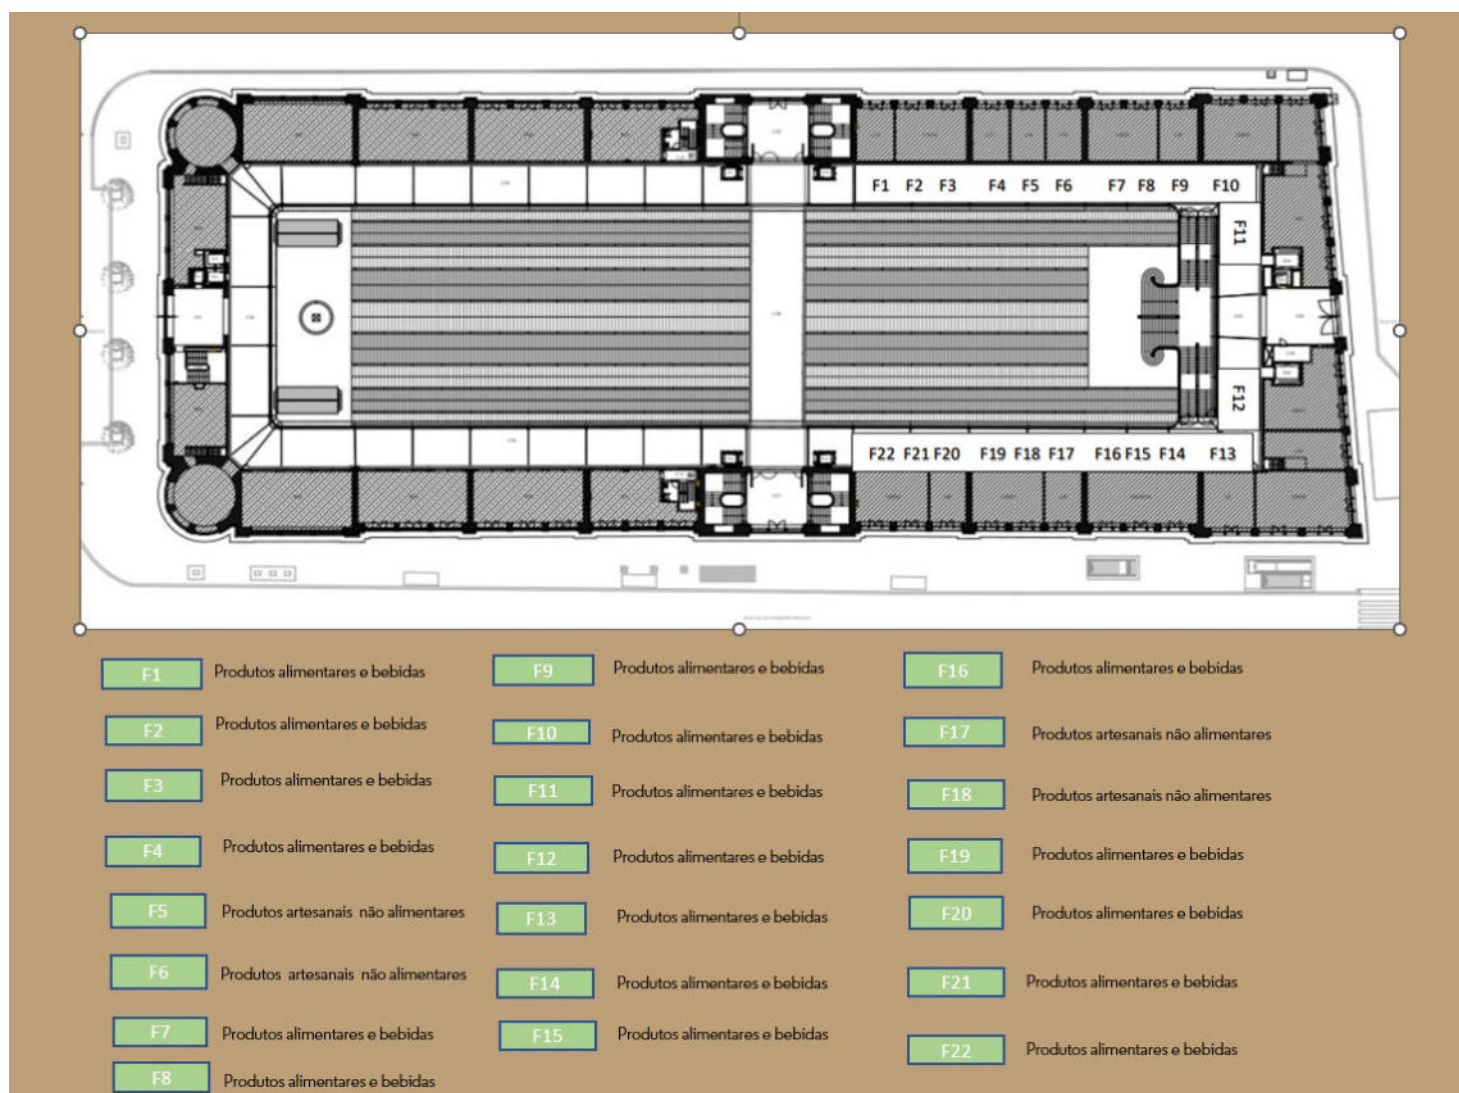 F1 F2 F3 F4 F5 F6 F7 F8 F9 F10
F11
F12
F22 F21 F20 F19 F18 F17 F16 F15 F14 F13
F1 Produtos alimentares e bebidas
F2 Produtos alimentares e bebidas
F3 Produtos alimentares e bebidas
F4 Produtos alimentares e bebidas
F5 Produtos artesanais não alimentares
F6 Produtos artesanais não alimentares
F7 Produtos alimentares e bebidas
F8 Produtos alimentares e bebidas
F9 Produtos alimentares e bebidas
F10 Produtos alimentares e bebidas
F11 Produtos alimentares e bebidas
F12 Produtos alimentares e bebidas
F13 Produtos alimentares e bebidas
F14 Produtos alimentares e bebidas
F15 Produtos alimentares e bebidas
F16 Produtos alimentares e bebidas
F17 Produtos artesanais não alimentares
F18 Produtos artesanais não alimentares
F19 Produtos alimentares e bebidas
F20 Produtos alimentares e bebidas
F21 Produtos alimentares e bebidas
F22 Produtos alimentares e bebidas